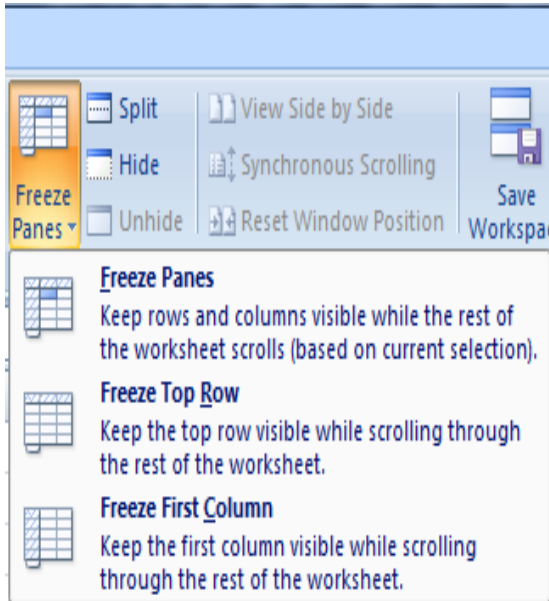 Split
View Side by Side
Hide
Synchronous Scrolling
Freeze
Panes
Unhide
Reset Window Position
Save
Workspac
Freeze Panes
Keep rows and columns visible while the rest of
the worksheet scrolls (based on current selection).
Freeze Top Row
Keep the top row visible while scrolling through
the rest of the worksheet.
Freeze First Column
Keep the first column visible while scrolling
through the rest of the worksheet.